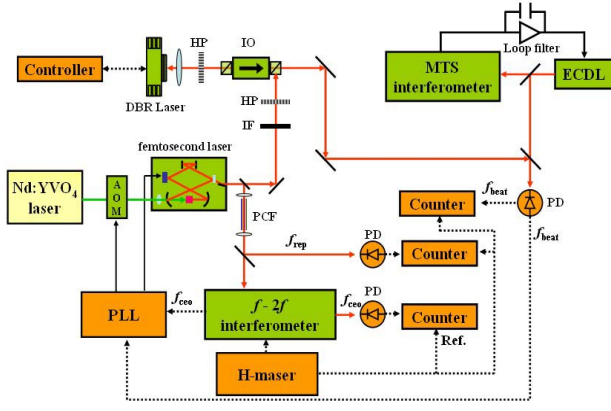 HP
IO
Loop filter
Controller
MTS
interferometer
ECDL
DBR Laser
HP
IF
femtosecond laser
Nd:YVO4
laser
A
O
M
PCF
fbeat
Counter
PD
fbeat
frep
PD
Counter
PLL
fceo
f - 2f
interferometer
fceo
PD
Counter
Ref.
H-maser